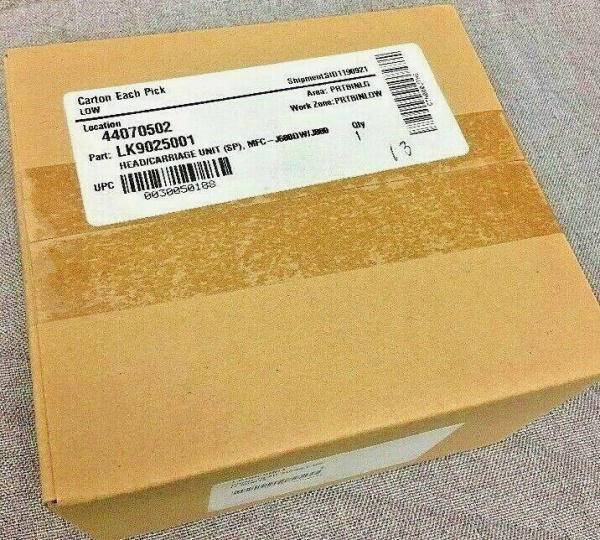 Carton Each Pick
LOW
Shipment:SID1190921
Area: PRTBINLG
Work Zone:PRTBINLOW
Location
44070502
Part: LK9025001
Qty
1
HEAD/CARRIAGE UNIT (SP), MFC-J680DW/J880
UPC
0030050188
13